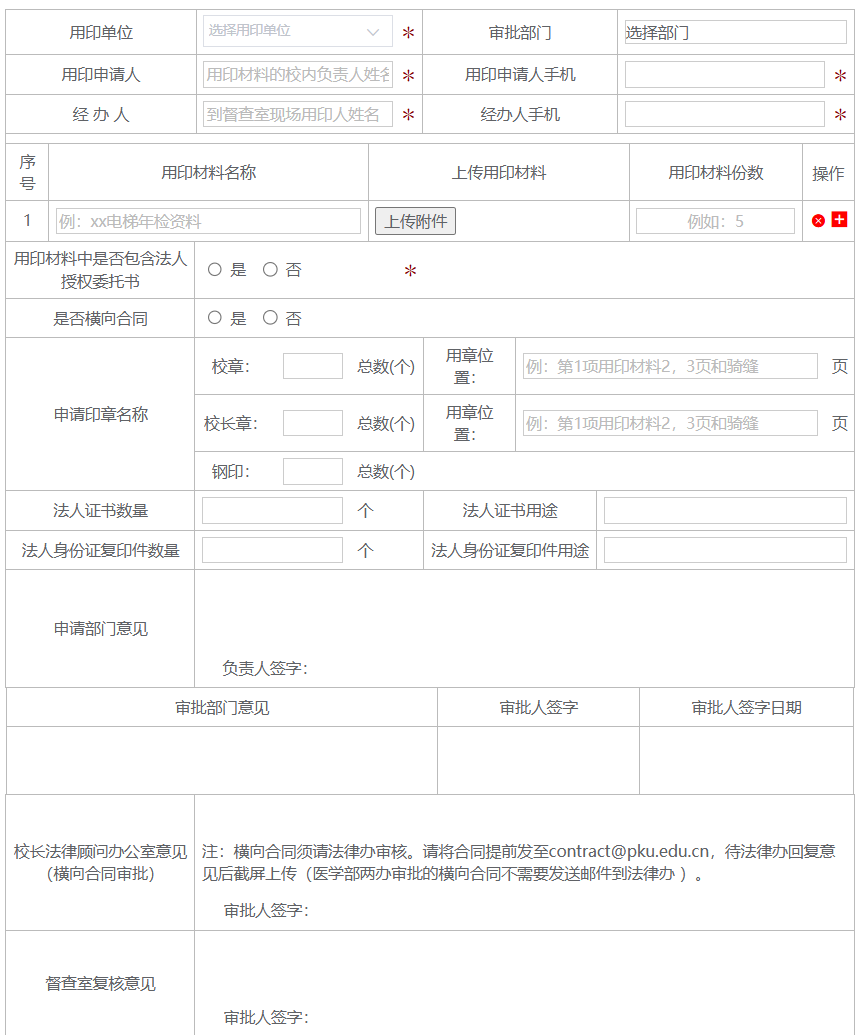 用印单位 选择用印单位 * 审批部门 选择部门
用印申请人 用印材料的校内负责人姓名 * 用印申请人手机 *
经 办 人 到督查室现场用印人姓名 * 经办人手机 *
序号 用印材料名称 上传用印材料 用印材料份数 操作
1 例：xx电梯年检资料 上传附件 例如：5
用印材料中是否包含法人
授权委托书 是 否 *
是否横向合同 是 否
申请印章名称
校章： 总数(个) 用章位置： 例：第1项用印材料2，3页和骑缝 页
校长章： 总数(个) 用章位置： 例：第1项用印材料2，3页和骑缝 页
钢印： 总数(个)
法人证书数量 个 法人证书用途
法人身份证复印件数量 个 法人身份证复印件用途
申请部门意见
负责人签字：
审批部门意见 审批人签字 审批人签字日期
校长法律顾问办公室意见
（横向合同审批）
注：横向合同须请法律办审核。请将合同提前发至contract@pku.edu.cn，待法律办回复意
见后截屏上传（医学部两办审批的横向合同不需要发送邮件到法律办 ）。
审批人签字：
督查室复核意见
审批人签字：